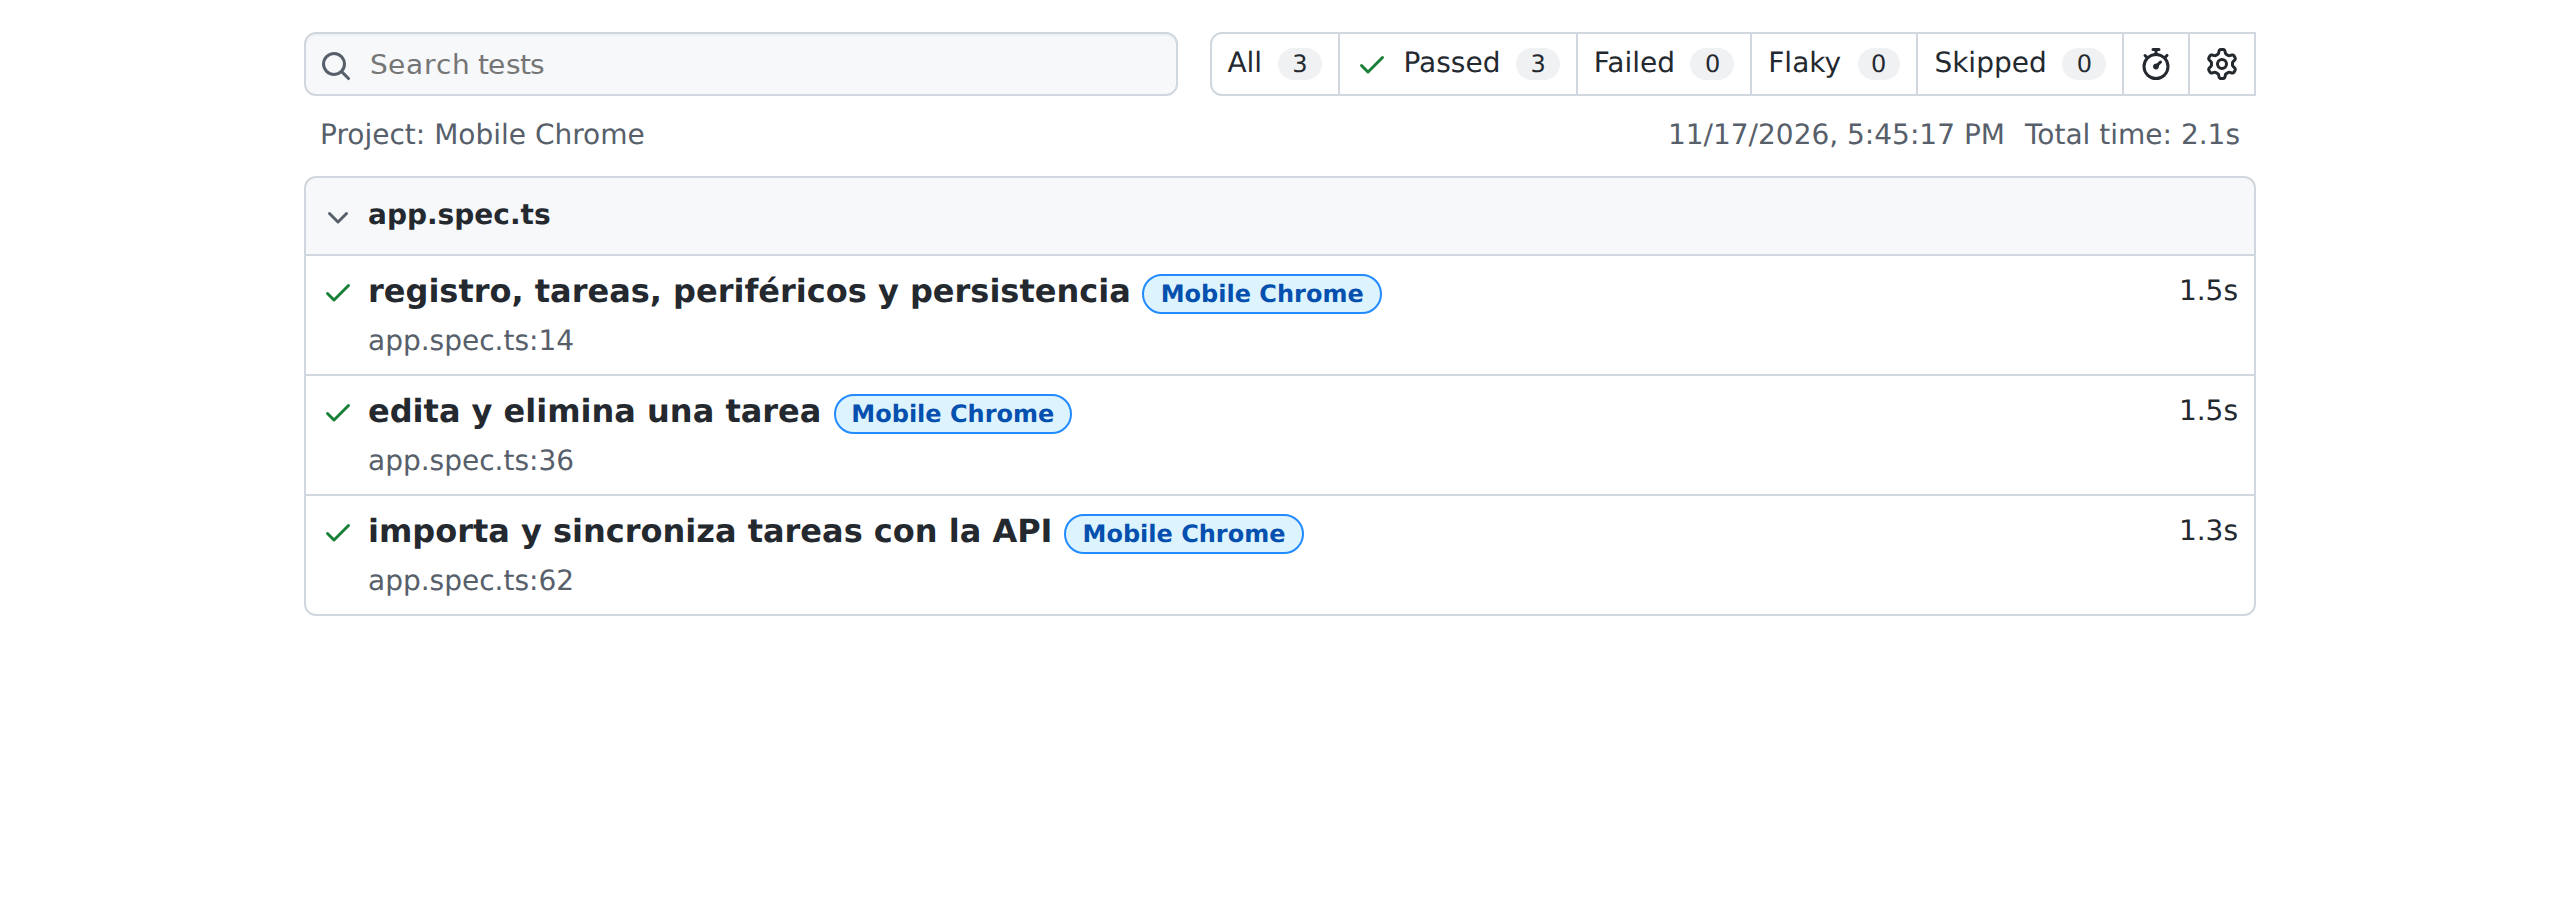 Search tests
All 3 Passed 3 Failed 0 Flaky 0 Skipped 0
Project: Mobile Chrome
11/17/2026, 5:45:17 PM Total time: 2.1s
app.spec.ts
registro, tareas, periféricos y persistencia Mobile Chrome 1.5s
app.spec.ts:14
edita y elimina una tarea Mobile Chrome 1.5s
app.spec.ts:36
importa y sincroniza tareas con la API Mobile Chrome 1.3s
app.spec.ts:62